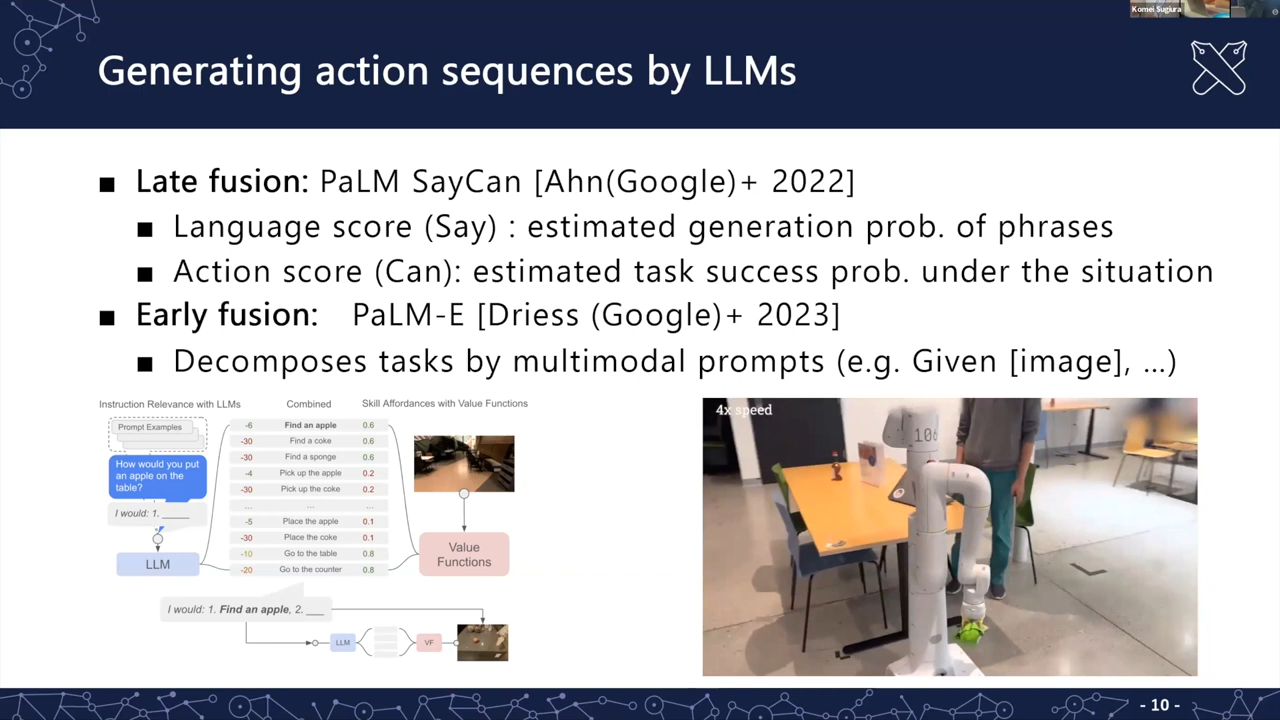 Komei Sugiura
Generating action sequences by LLMs
■ Late fusion: PaLM SayCan [Ahn(Google)+ 2022]
■ Language score (Say) : estimated generation prob. of phrases
■ Action score (Can): estimated task success prob. under the situation
■ Early fusion: PaLM-E [Driess (Google)+ 2023]
■ Decomposes tasks by multimodal prompts (e.g. Given [image], ...)
Instruction Relevance with LLMs Combined Skill Affordances with Value Functions
Prompt Examples
How would you put
an apple on the
table?
I would: 1. _____
LLM
-6 Find an apple 0.6
-30 Find a coke 0.6
-30 Find a sponge 0.6
-4 Pick up the apple 0.2
-30 Pick up the coke 0.2
... ... ...
-5 Place the apple 0.1
-30 Place the coke 0.1
-10 Go to the table 0.8
-20 Go to the counter 0.8
Value
Functions
I would: 1. Find an apple, 2. ___
LLM VF
4x speed
106
- 10 -